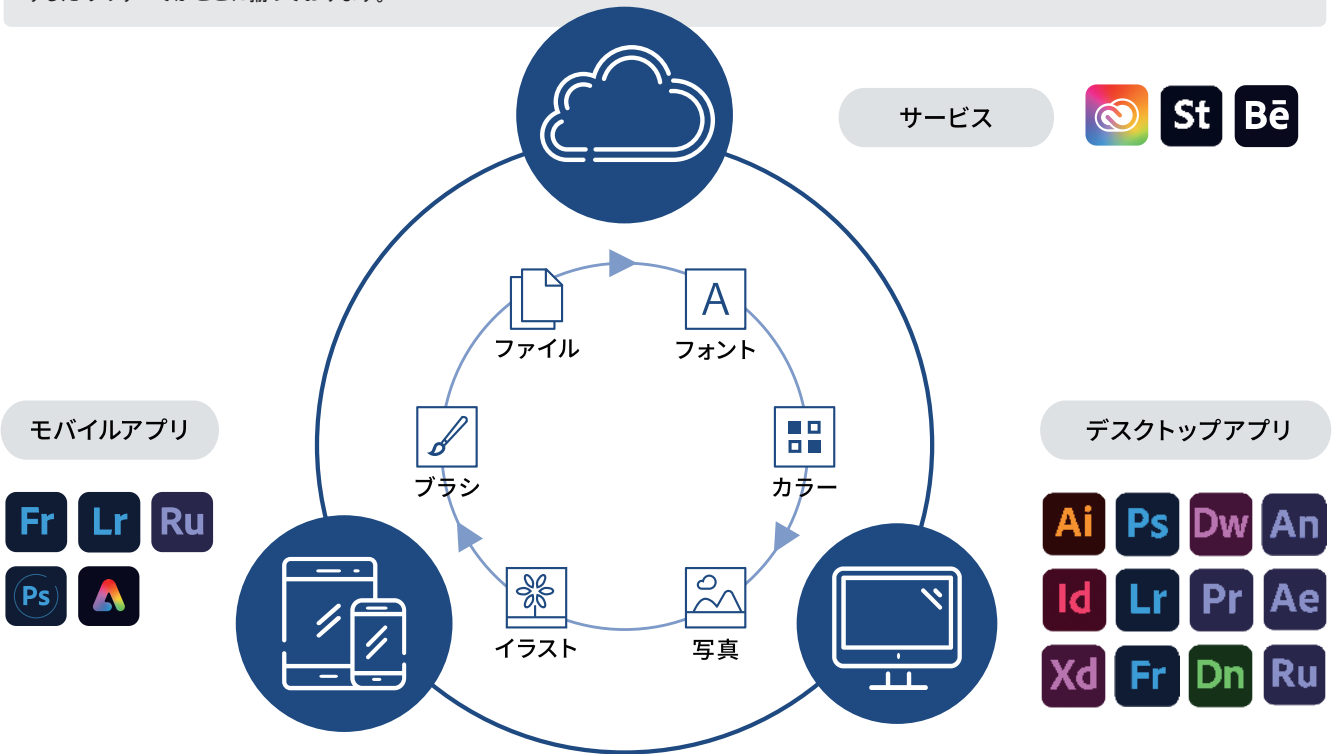 サービス
St Bē
ファイル
A
フォント
モバイルアプリ
デスクトップアプリ
ブラシ
カラー
Fr Lr Ru
Ai Ps Dw An
Ps
Id Lr Pr Ae
イラスト
写真
Xd Fr Dn Ru